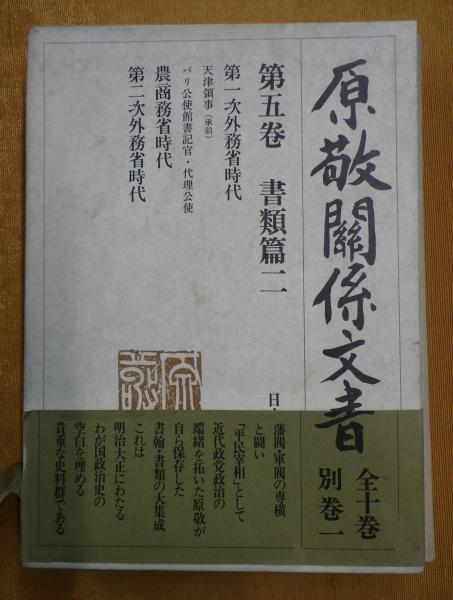 原敬關係文書
全十巻
別巻一
第五卷 書類篇二
第一次外務省時代
天津領事（承前）
パリ公使館書記官・代理公使
農商務省時代
第二次外務省時代
日
藩閥・軍閥の専横
と闘い
「平民宰相」として
近代政党政治の
端緒を拓いた原敬が
自ら保存した
書翰・書類の大集成
これは
明治大正にわたる
わが国政治史の
空白を埋める
貴重な史料群である